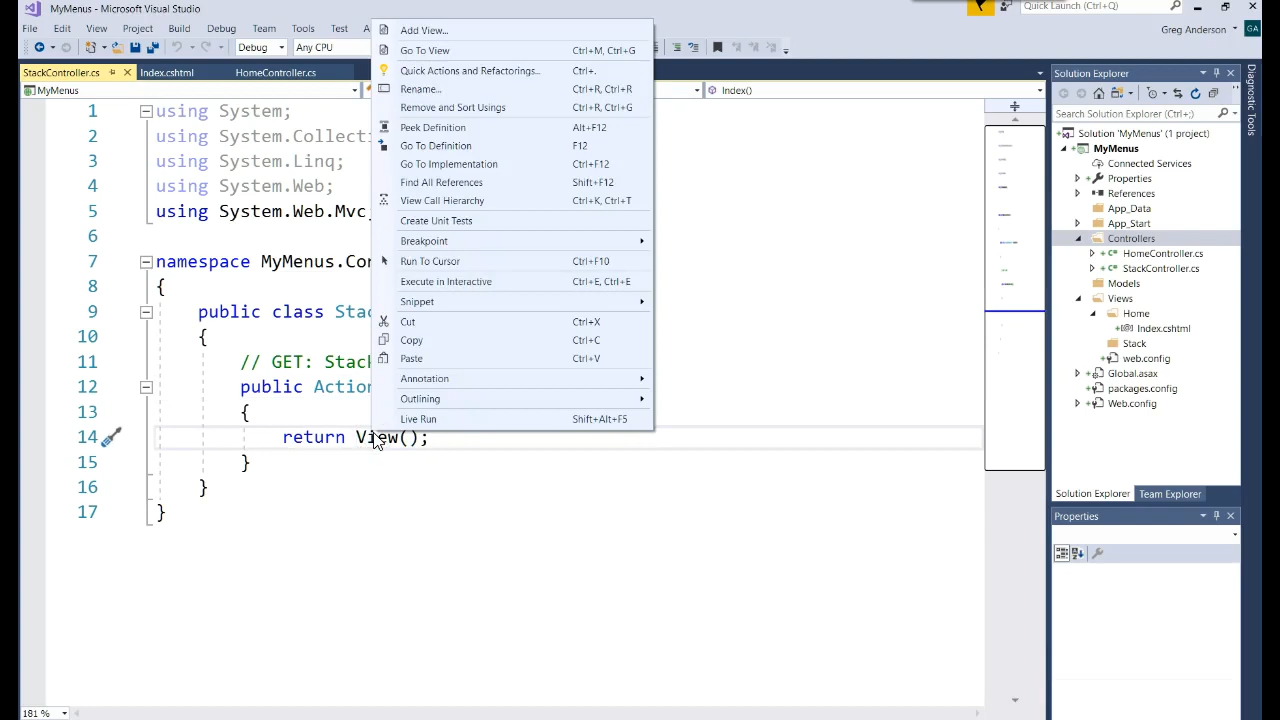 MyMenus - Microsoft Visual Studio
Quick Launch (Ctrl+;)
File Edit View Project Build Debug Team Tools Test
Greg Anderson GA
Debug Any CPU
StackController.cs Index.cshtml HomeController.cs
MyMenus Index()
1 using System;
2 using System.Collecti
3 using System.Linq;
4 using System.Web;
5 using System.Web.Mvc
6
7 namespace MyMenus.Con
8 {
9 public class Stac
10 {
11 // GET: Stack
12 public Action
13 {
14 return View();
15 }
16 }
17 }
181 %
Add View...
Go To View Ctrl+M, Ctrl+G
Quick Actions and Refactorings... Ctrl+.
Rename... Ctrl+R, Ctrl+R
Remove and Sort Usings Ctrl+R, Ctrl+G
Peek Definition Alt+F12
Go To Definition F12
Go To Implementation Ctrl+F12
Find All References Shift+F12
View Call Hierarchy Ctrl+K, Ctrl+T
Create Unit Tests
Breakpoint
Run To Cursor Ctrl+F10
Execute in Interactive Ctrl+E, Ctrl+E
Snippet
Cut Ctrl+X
Copy Ctrl+C
Paste Ctrl+V
Annotation
Outlining
Live Run Shift+Alt+F5
Solution Explorer
Search Solution Explorer (Ctrl+;)
Solution 'MyMenus' (1 project)
MyMenus
Connected Services
Properties
References
App_Data
App_Start
Controllers
HomeController.cs
StackController.cs
Models
Views
Home
Index.cshtml
Stack
web.config
Global.asax
packages.config
Web.config
Solution Explorer Team Explorer
Properties
Diagnostic Tools